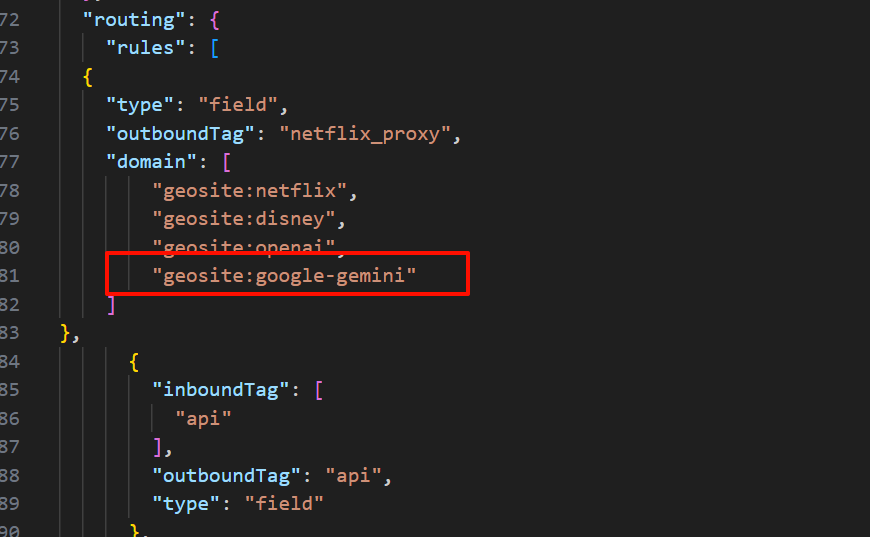 72 "routing": {
73 "rules": [
74 {
75 "type": "field",
76 "outboundTag": "netflix_proxy",
77 "domain": [
78 "geosite:netflix",
79 "geosite:disney",
80 "geosite:openai",
81 "geosite:google-gemini"
82 ]
83 },
84 {
85 "inboundTag": [
86 "api"
87 ],
88 "outboundTag": "api",
89 "type": "field"
90 },